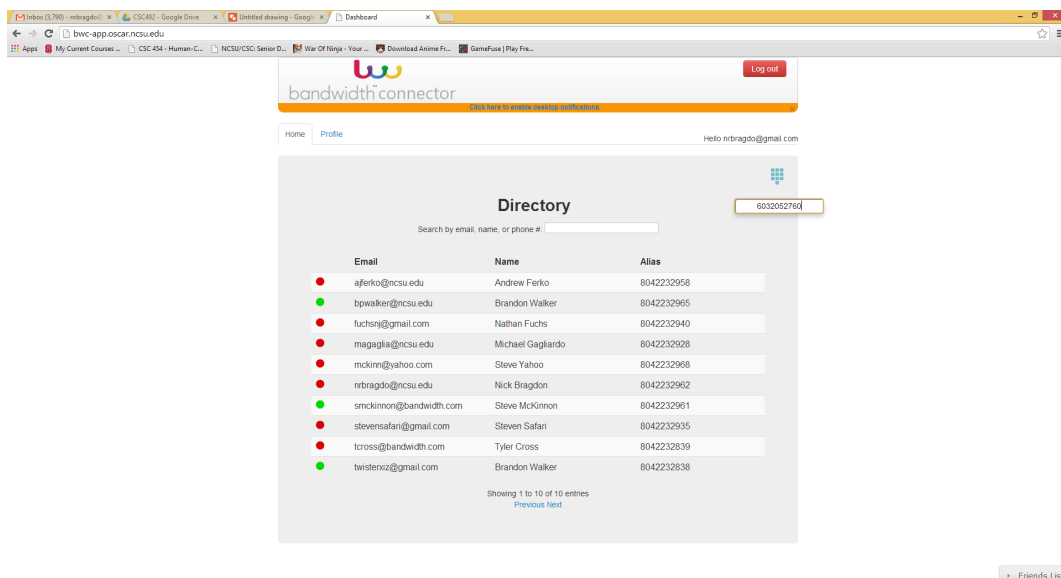 Inbox (3,790) - nrbragdo@ CSC492 - Google Drive Untitled drawing - Google Dashboard
bwc-app.oscar.ncsu.edu
Apps My Current Courses ... CSC 454 - Human-C... NCSU/CSC: Senior D... War Of Ninja - Your ... Download Anime Fr... GameFuse | Play Fre...
Log out
bandwidth connector
Click here to enable desktop notifications.
Home Profile
Hello nrbragdo@gmail.com
Directory
6032052760
Search by email, name, or phone #:
Email Name Alias
ajferko@ncsu.edu Andrew Ferko 8042232958
bpwalker@ncsu.edu Brandon Walker 8042232965
fuchsnj@gmail.com Nathan Fuchs 8042232940
magaglia@ncsu.edu Michael Gagliardo 8042232928
mckinn@yahoo.com Steve Yahoo 8042232968
nrbragdo@ncsu.edu Nick Bragdon 8042232962
smckinnon@bandwidth.com Steve McKinnon 8042232961
stevensafari@gmail.com Steven Safari 8042232935
tcross@bandwidth.com Tyler Cross 8042232839
twisterxiz@gmail.com Brandon Walker 8042232838
Showing 1 to 10 of 10 entries
Previous Next
Friends Lis